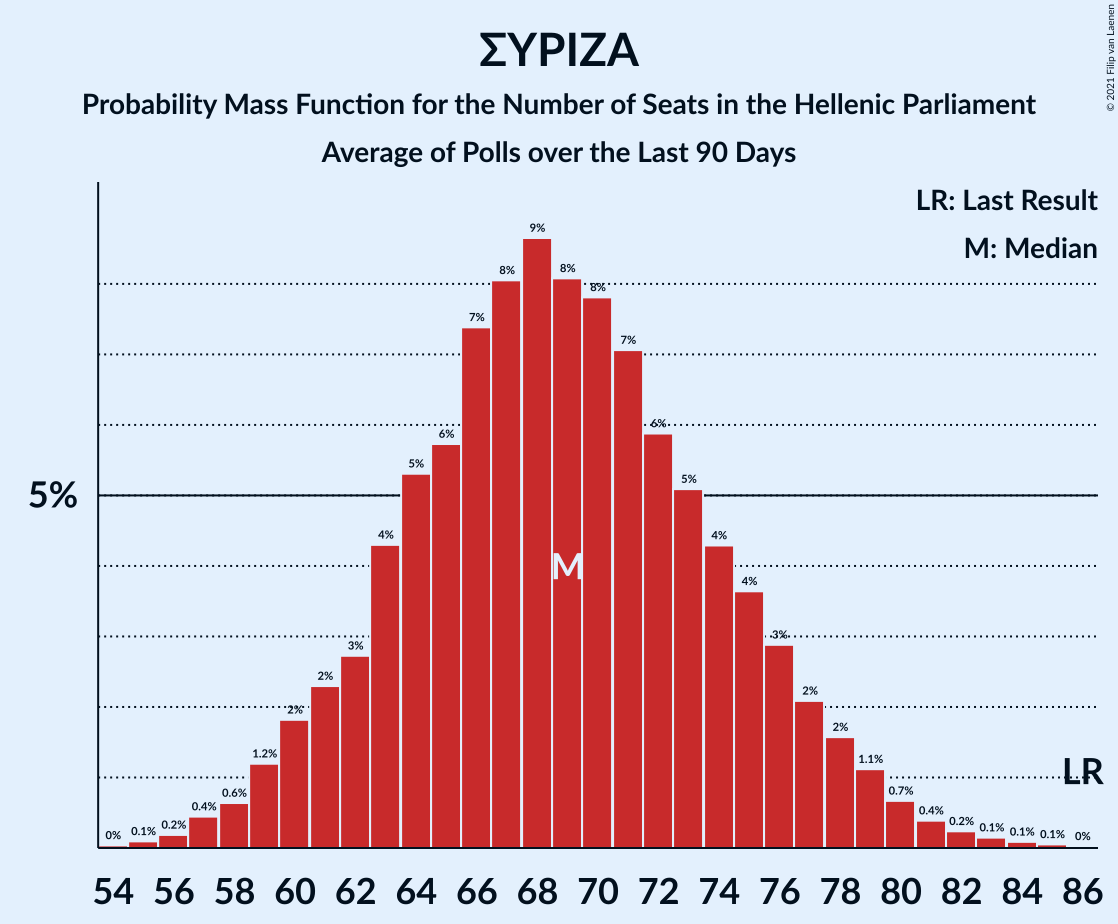 ΣΥΡΙΖΑ
Probability Mass Function for the Number of Seats in the Hellenic Parliament
Average of Polls over the Last 90 Days
© 2021 Filip van Laenen
LR: Last Result
M: Median
5%
0% 0.1% 0.2% 0.4% 0.6% 1.2% 2% 2% 3% 4% 5% 6% 7% 8% 9% 8% 8% 7% 6% 5% 4% 4% 3% 2% 2% 1.1% 0.7% 0.4% 0.2% 0.1% 0.1% 0.1% 0%
M
LR
54 56 58 60 62 64 66 68 70 72 74 76 78 80 82 84 86